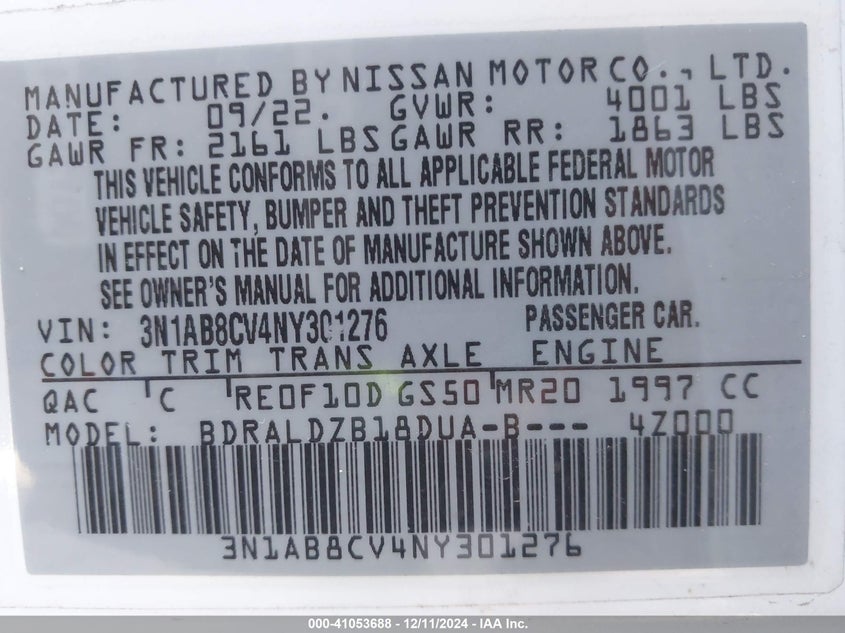 MANUFACTURED BY NISSAN MOTOR CO., LTD.
DATE: 09/22. GVWR: 4001 LBS
GAWR FR: 2161 LBS GAWR RR: 1863 LBS
THIS VEHICLE CONFORMS TO ALL APPLICABLE FEDERAL MOTOR
VEHICLE SAFETY, BUMPER AND THEFT PREVENTION STANDARDS
IN EFFECT ON THE DATE OF MANUFACTURE SHOWN ABOVE.
SEE OWNER'S MANUAL FOR ADDITIONAL INFORMATION.
VIN: 3N1AB8CV4NY301276 PASSENGER CAR.
COLOR TRIM TRANS AXLE ENGINE
QAC C RE0F10D GS50 MR20 1997 CC
MODEL: BDRALDZB18DUA-B--- 4Z000
3N1AB8CV4NY301276
000-41053688 - 12/11/2024 - IAA Inc.